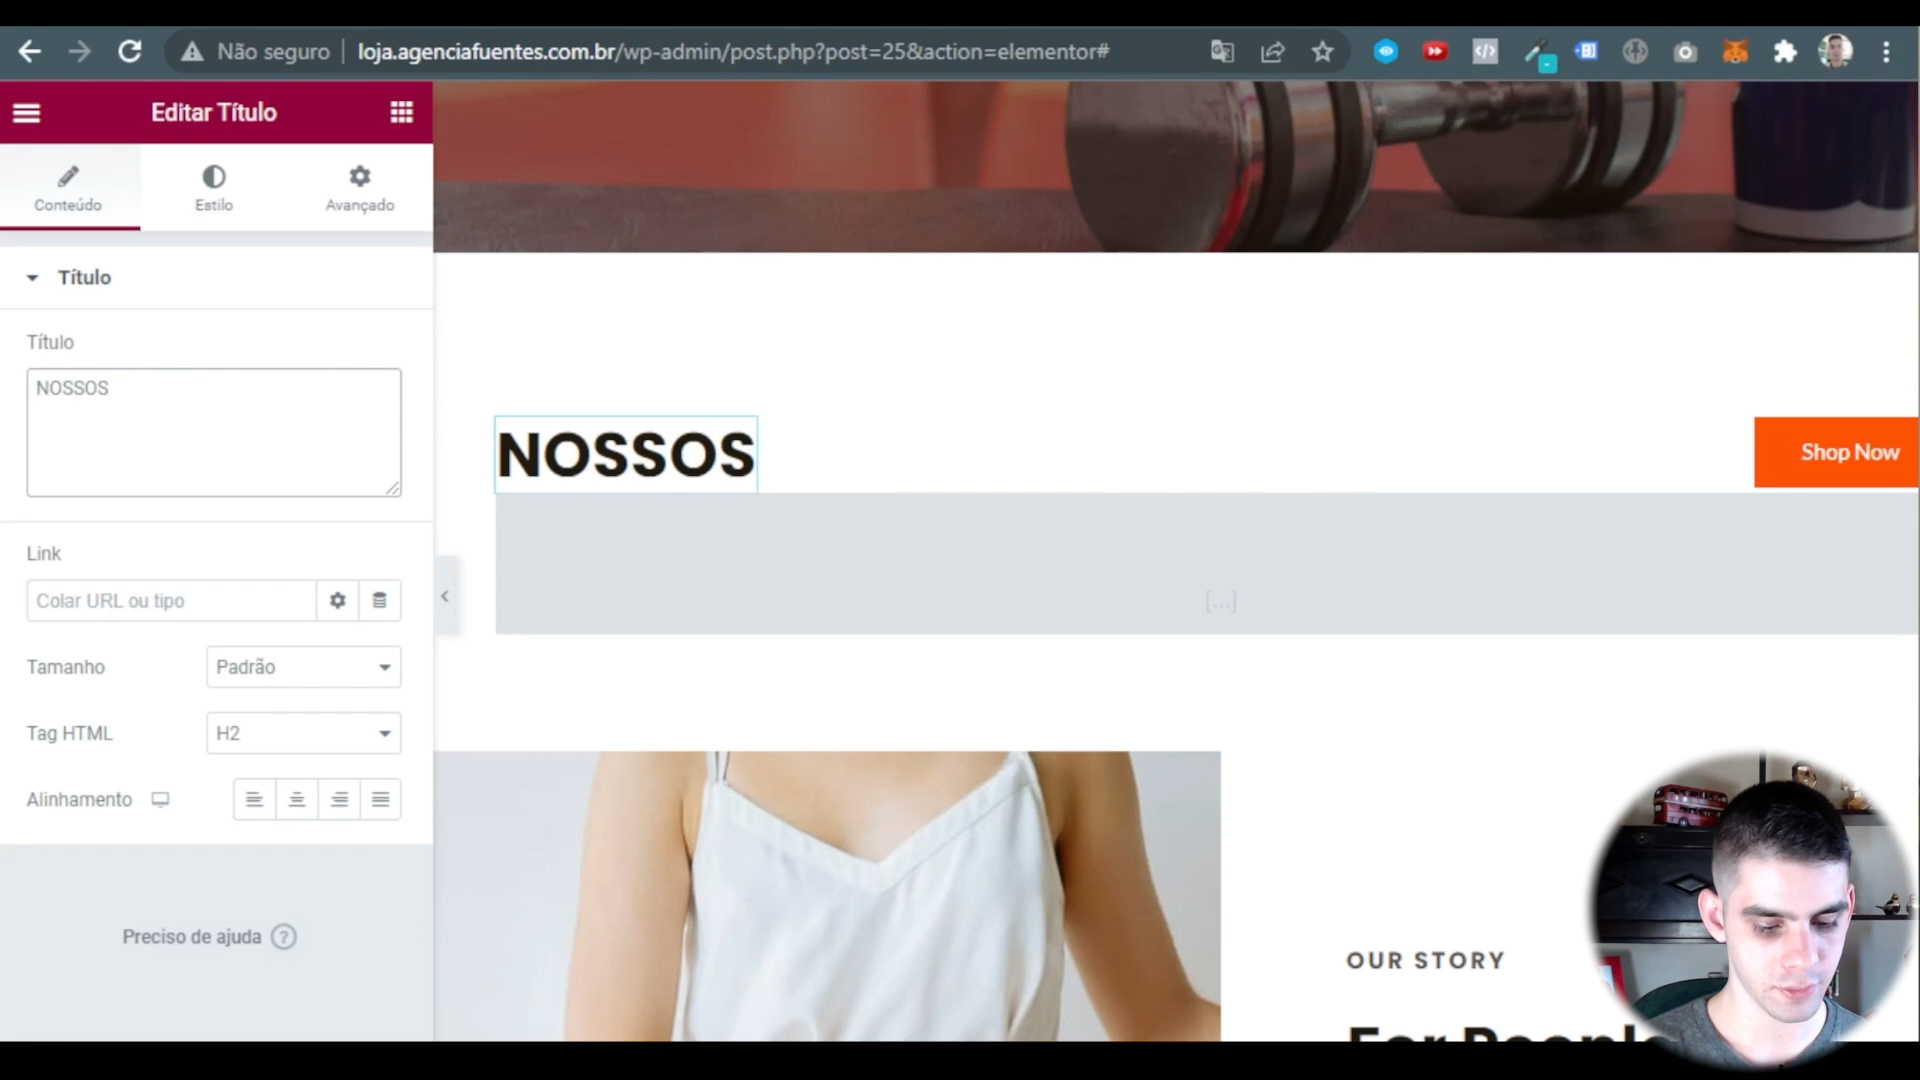 Não seguro
loja.agenciafuentes.com.br/wp-admin/post.php?post=25&action=elementor#
Editar Título
Conteúdo
Estilo
Avançado
Título
Título
NOSSOS
NOSSOS
Shop Now
Link
Colar URL ou tipo
[...]
Tamanho
Padrão
Tag HTML
H2
Alinhamento
Preciso de ajuda ?
OUR STORY
For People